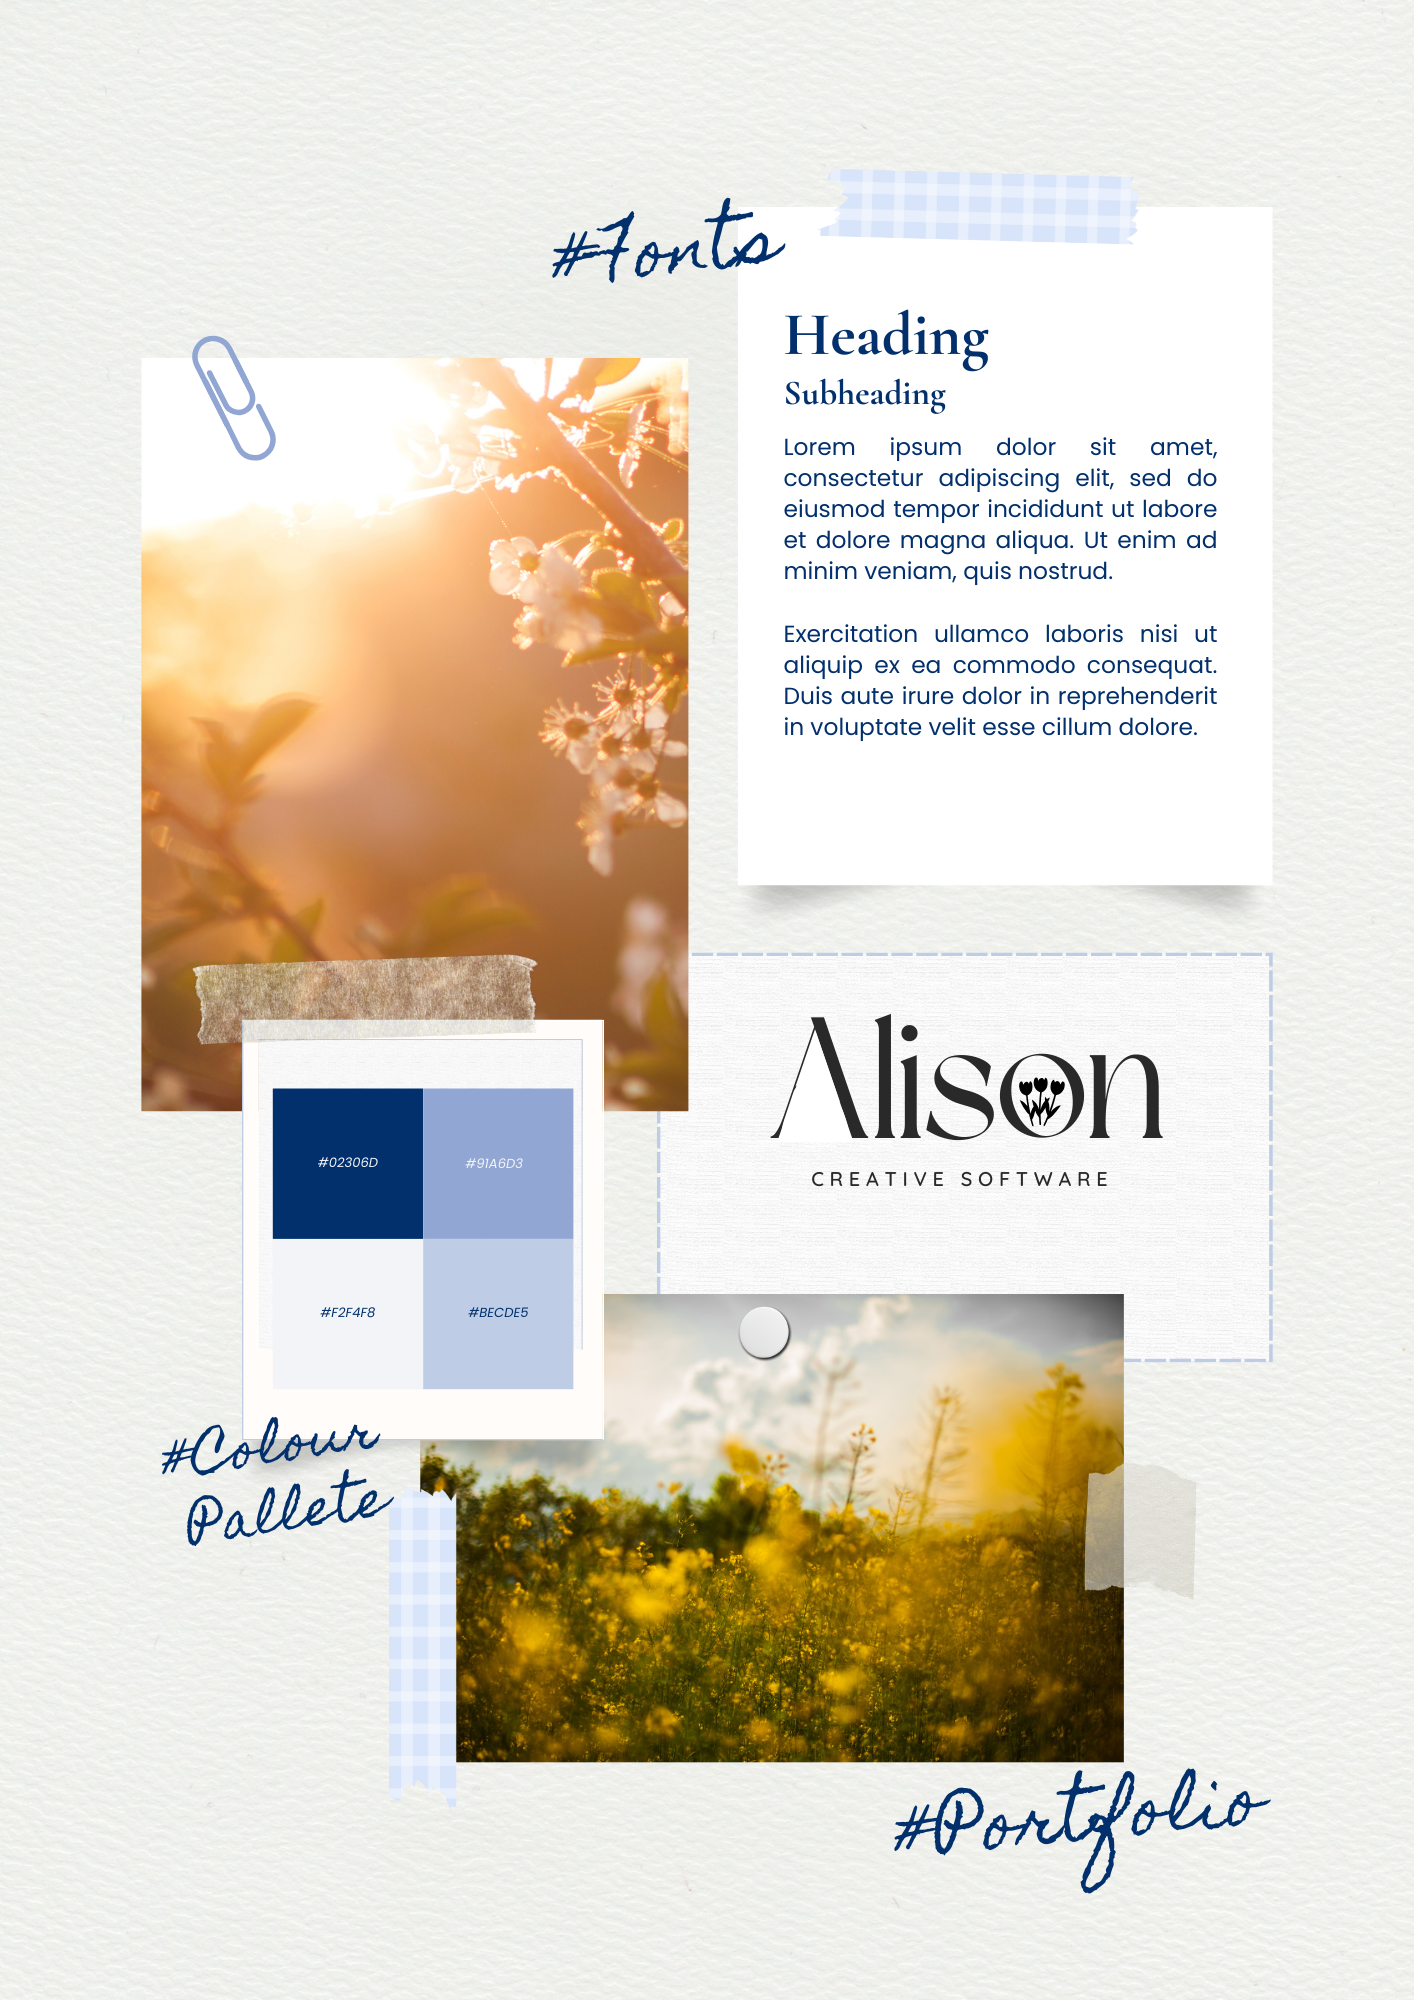 #Fonts
Heading
Subheading
Lorem ipsum dolor sit amet,
consectetur adipiscing elit, sed do
eiusmod tempor incididunt ut labore
et dolore magna aliqua. Ut enim ad
minim veniam, quis nostrud.
Exercitation ullamco laboris nisi ut
aliquip ex ea commodo consequat.
Duis aute irure dolor in reprehenderit
in voluptate velit esse cillum dolore.
Alison
CREATIVE SOFTWARE
#02306D
#91A6D3
#F2F4F8
#BECDE5
#Colour
Pallete
#Portfolio